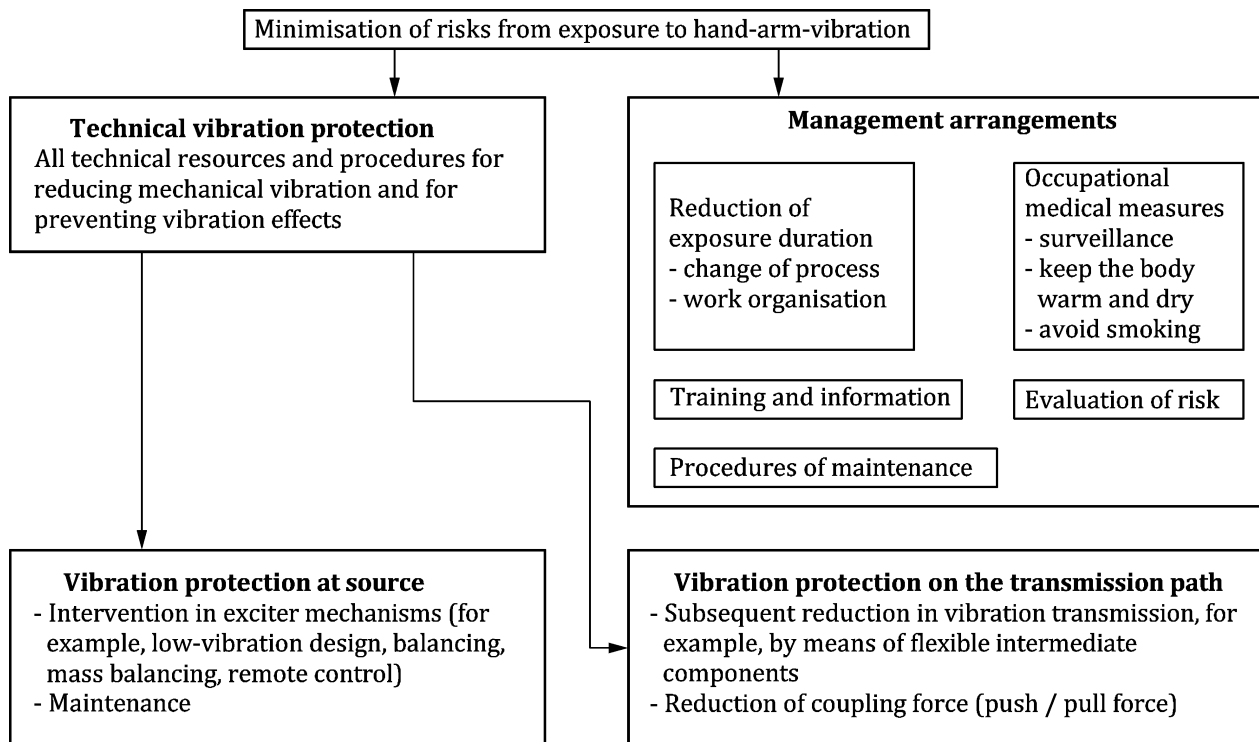 Minimisation of risks from exposure to hand-arm-vibration
Technical vibration protection
All technical resources and procedures for
reducing mechanical vibration and for
preventing vibration effects
Management arrangements
Reduction of
exposure duration
- change of process
- work organisation
Occupational
medical measures
- surveillance
- keep the body
warm and dry
- avoid smoking
Training and information
Evaluation of risk
Procedures of maintenance
Vibration protection at source
- Intervention in exciter mechanisms (for
example, low-vibration design, balancing,
mass balancing, remote control)
- Maintenance
Vibration protection on the transmission path
- Subsequent reduction in vibration transmission, for
example, by means of flexible intermediate
components
- Reduction of coupling force (push / pull force)